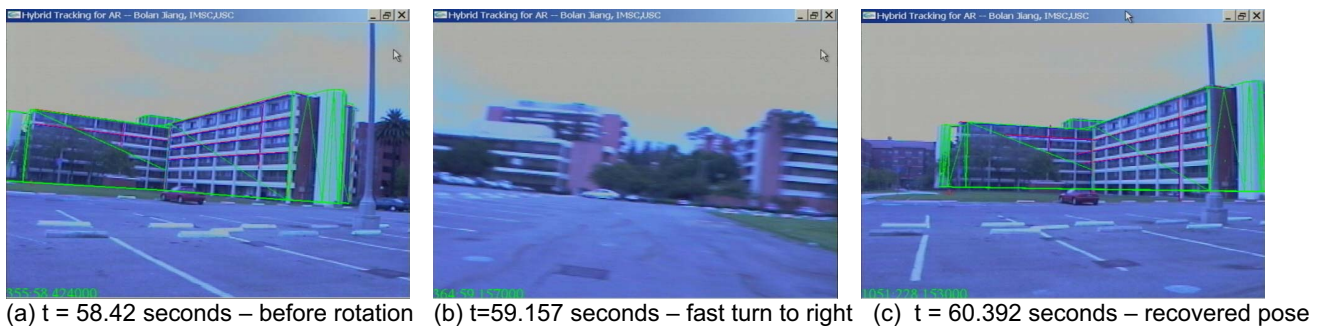 Hybrid Tracking for AR -- Bolan Jiang, IMSC,USC
Hybrid Tracking for AR -- Bolan Jiang, IMSC,USC
Hybrid Tracking for AR -- Bolan Jiang, IMSC,USC
355:58.424000
364:59.157000
1051:228.153000
(a) t = 58.42 seconds – before rotation
(b) t=59.157 seconds – fast turn to right
(c) t = 60.392 seconds – recovered pose